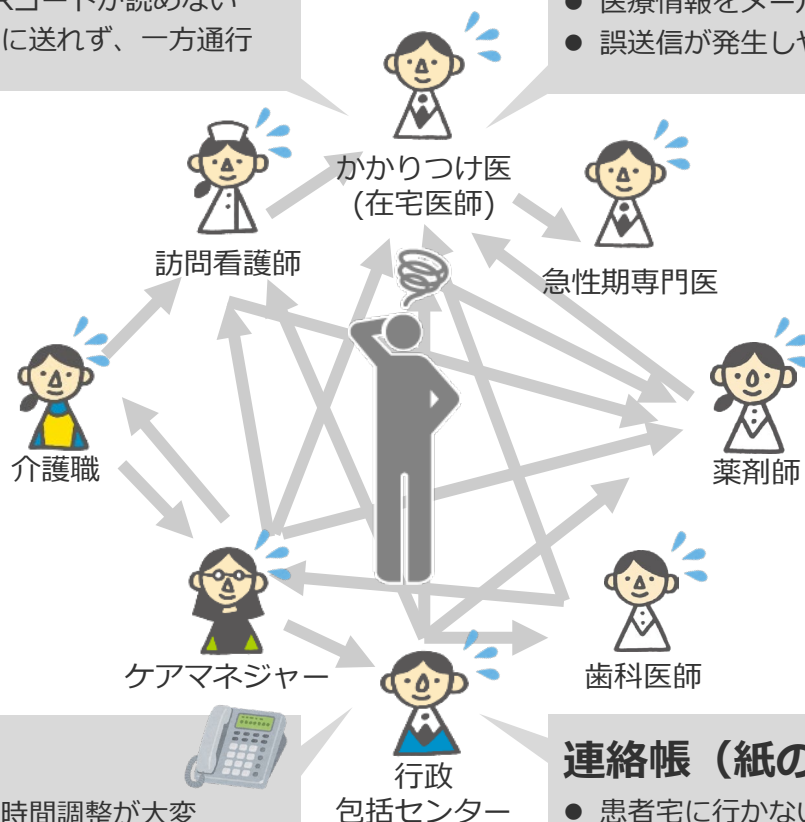 Rコードが読めない
に送れず、一方通行
医療情報をメー
誤送信が発生し
かかりつけ医
(在宅医師)
訪問看護師
急性期専門医
介護職
薬剤師
ケアマネジャー
歯科医師
行政
包括センター
時間調整が大変
連絡帳（紙の
患者宅に行かない